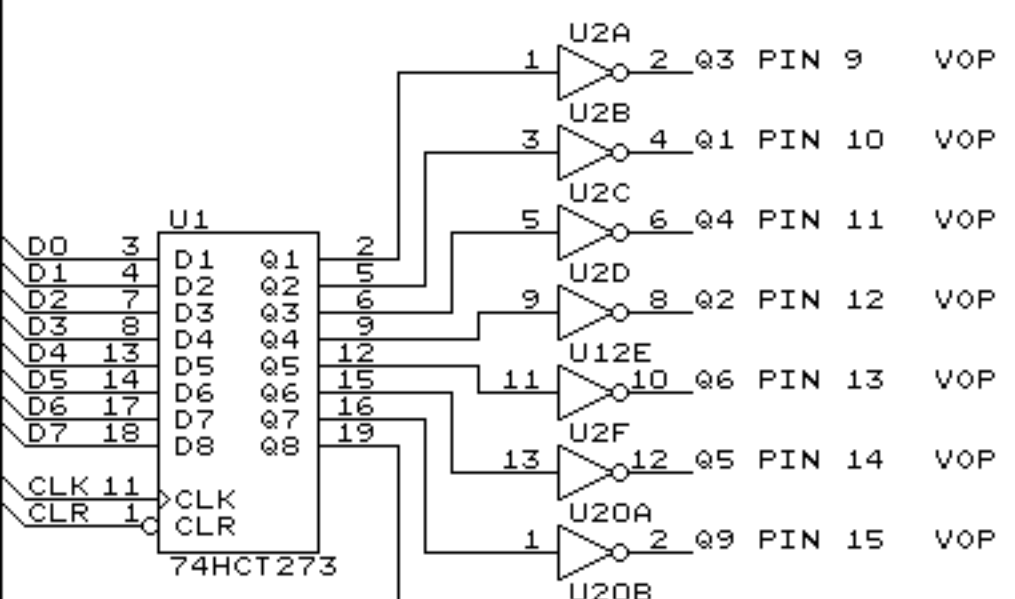 U2A
1 2 Q3 PIN 9 VOP
U2B
3 4 Q1 PIN 10 VOP
U2C
5 6 Q4 PIN 11 VOP
U1
D0 3 D1 Q1 2
D1 4 D2 Q2 5
U2D
D2 7 D3 Q3 6
9 8 Q2 PIN 12 VOP
D3 8 D4 Q4 9
D4 13 D5 Q5 12
U12E
D5 14 D6 Q6 15
11 10 Q6 PIN 13 VOP
D6 17 D7 Q7 16
D7 18 D8 Q8 19
U2F
13 12 Q5 PIN 14 VOP
CLK 11 CLK
CLR 1 CLR
U20A
1 2 Q9 PIN 15 VOP
74HCT273
U20B